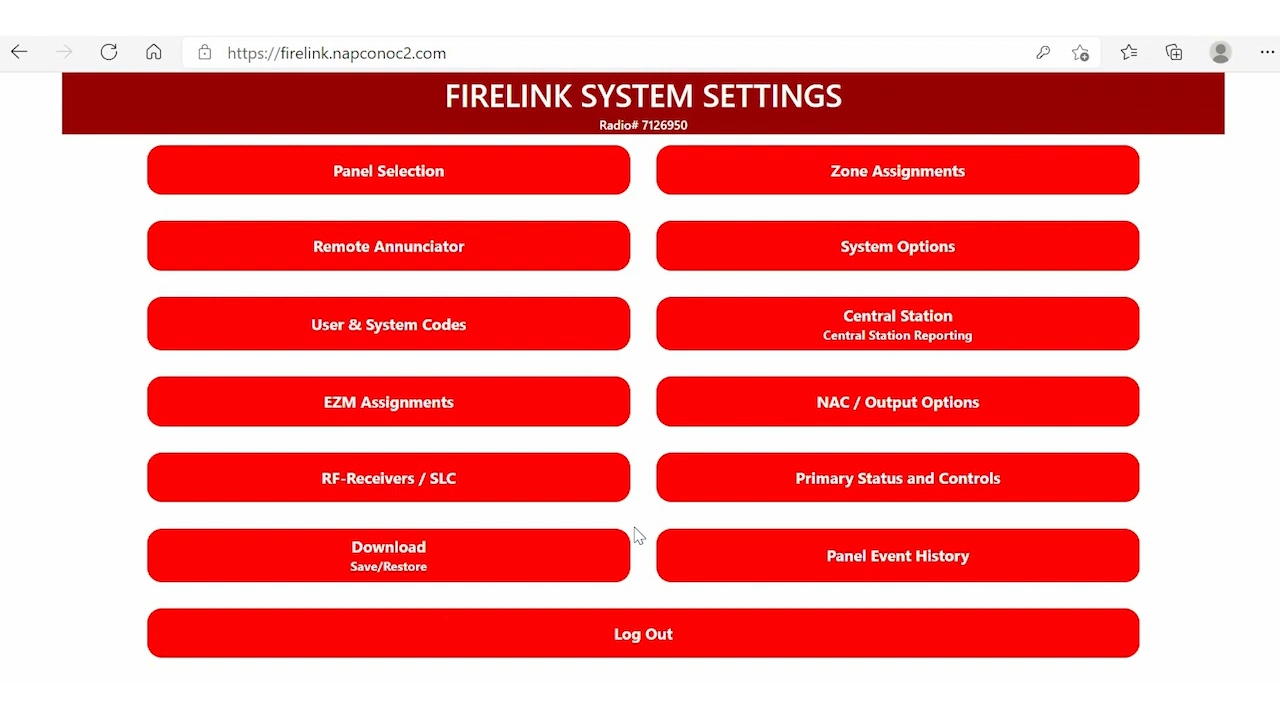 https://firelink.napconoc2.com
FIRELINK SYSTEM SETTINGS
Radio# 7126950
Panel Selection
Zone Assignments
Remote Annunciator
System Options
User & System Codes
Central Station
Central Station Reporting
EZM Assignments
NAC / Output Options
RF-Receivers / SLC
Primary Status and Controls
Download
Save/Restore
Panel Event History
Log Out